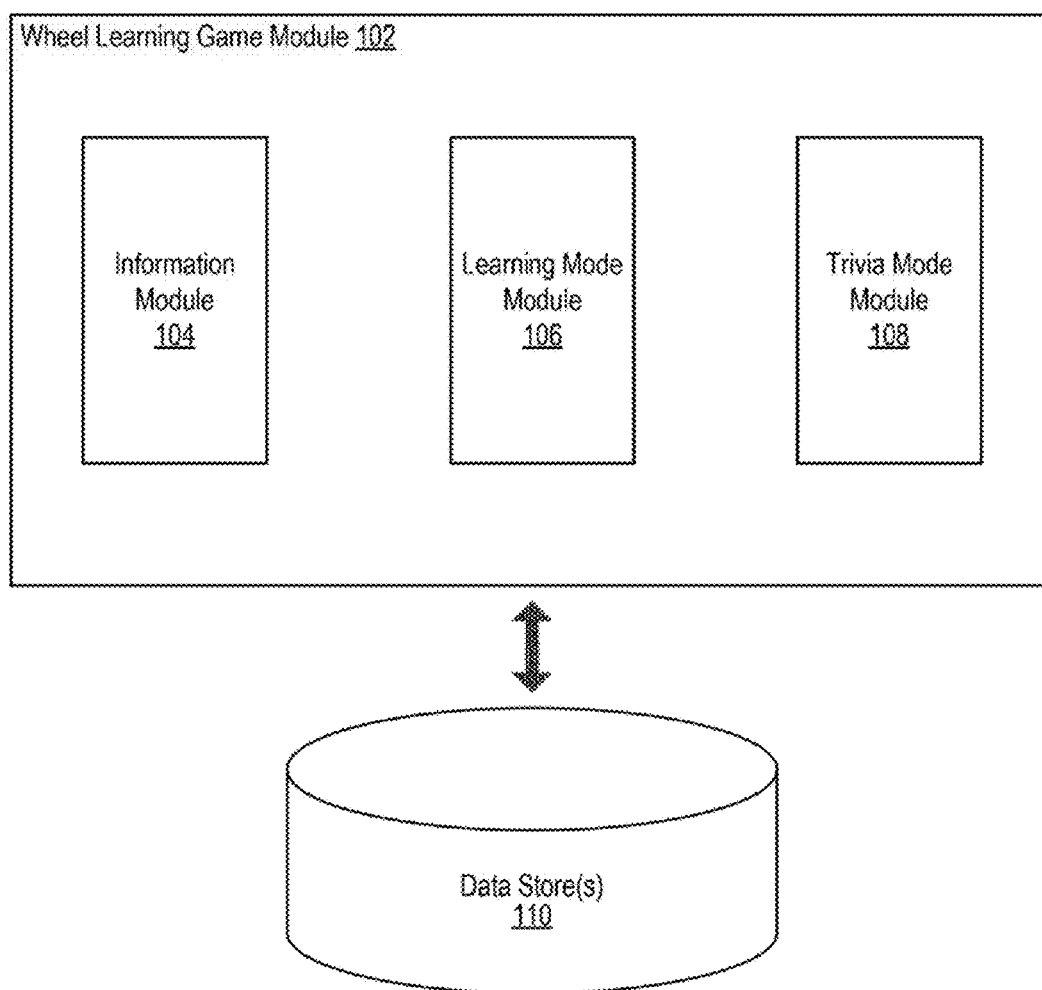 Wheel Learning Game Module 102
Information
Module
104
Learning Mode
Module
106
Trivia Mode
Module
108
Data Store(s)
110